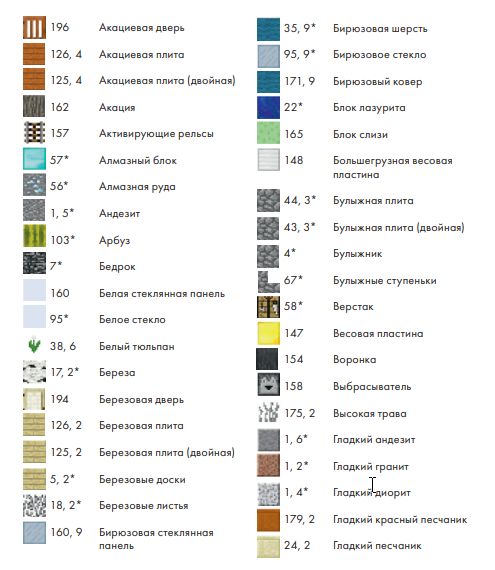 196 Акациевая дверь
126, 4 Акациевая плита
125, 4 Акациевая плита (двойная)
162 Акация
157 Активирующие рельсы
57* Алмазный блок
56* Алмазная руда
1, 5* Андезит
103* Арбуз
7* Бедрок
160 Белая стеклянная панель
95* Белое стекло
38, 6 Белый тюльпан
17, 2* Береза
194 Березовая дверь
126, 2 Березовая плита
125, 2 Березовая плита (двойная)
5, 2* Березовые доски
18, 2* Березовые листья
160, 9 Бирюзовая стеклянная
панель
35, 9* Бирюзовая шерсть
95, 9* Бирюзовое стекло
171, 9 Бирюзовый ковер
22* Блок лазурита
165 Блок слизи
148 Большегрузная весовая
пластина
44, 3* Булыжная плита
43, 3* Булыжная плита (двойная)
4* Булыжник
67* Булыжные ступеньки
58* Верстак
147 Весовая пластина
154 Воронка
158 Выбрасыватель
175, 2 Высокая трава
1, 6* Гладкий андезит
1, 2* Гладкий гранит
1, 4* Гладкий диорит
179, 2 Гладкий красный песчаник
24, 2 Гладкий песчаник